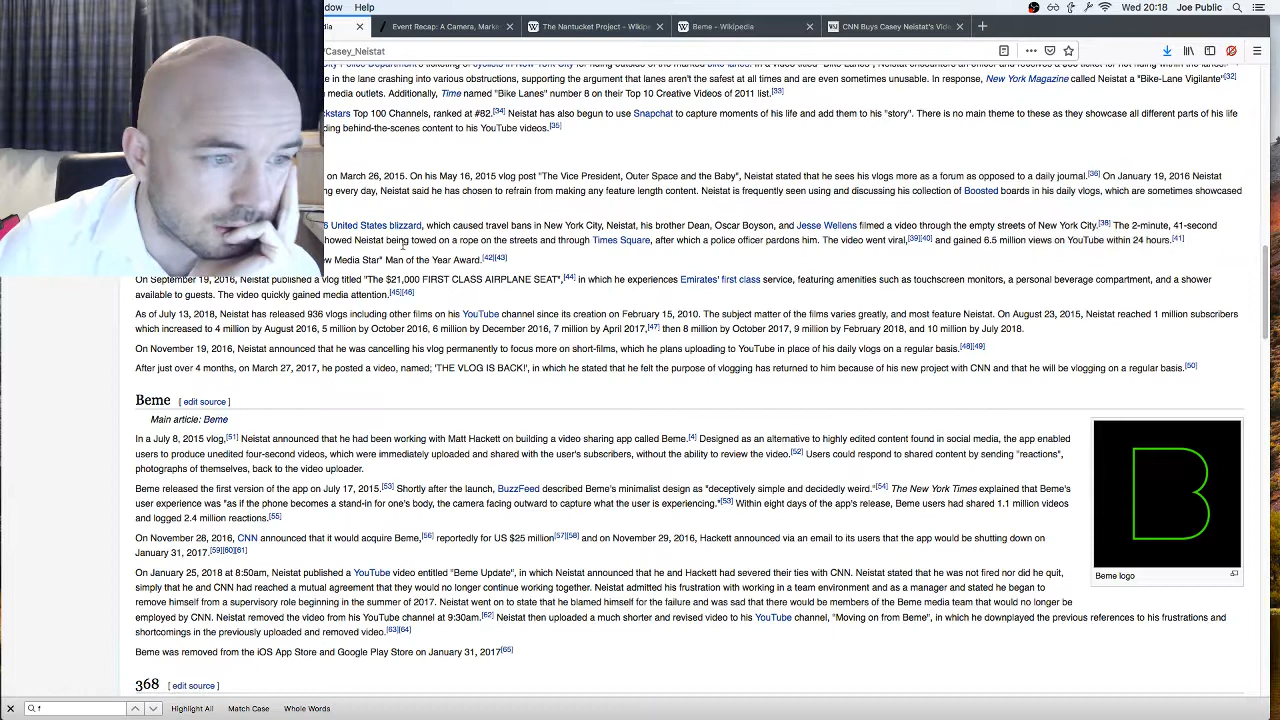 dow Help
Wed 20:18 Joe Public
dia
Event Recap: A Camera, Marke
The Nantucket Project - Wikipe
Beme - Wikipedia
CNN Buys Casey Neistat's Vide
/Casey_Neistat
e in the lane crashing into various obstructions, supporting the argument that lanes aren't the safest at all times and are even sometimes unusable. In response, New York Magazine called Neistat a "Bike-Lane Vigilante"[32]
media outlets. Additionally, Time named "Bike Lanes" number 8 on their Top 10 Creative Videos of 2011 list.[33]
ckstars Top 100 Channels, ranked at #82.[34] Neistat has also begun to use Snapchat to capture moments of his life and add them to his "story". There is no main theme to these as they showcase all different parts of his life
ding behind-the-scenes content to his YouTube videos.[35]
on March 26, 2015. On his May 16, 2015 vlog post "The Vice President, Outer Space and the Baby", Neistat stated that he sees his vlogs more as a forum as opposed to a daily journal.[36] On January 19, 2016 Neistat
ng every day, Neistat said he has chosen to refrain from making any feature length content. Neistat is frequently seen using and discussing his collection of Boosted boards in his daily vlogs, which are sometimes showcased
6 United States blizzard, which caused travel bans in New York City, Neistat, his brother Dean, Oscar Boyson, and Jesse Wellens filmed a video through the empty streets of New York City.[38] The 2-minute, 41-second
howed Neistat being towed on a rope on the streets and through Times Square, after which a police officer pardons him. The video went viral,[39][40] and gained 6.5 million views on YouTube within 24 hours.[41]
ew Media Star" Man of the Year Award.[42][43]
On September 19, 2016, Neistat published a vlog titled "The $21,000 FIRST CLASS AIRPLANE SEAT",[44] in which he experiences Emirates' first class service, featuring amenities such as touchscreen monitors, a personal beverage compartment, and a shower
available to guests. The video quickly gained media attention.[45][46]
As of July 13, 2018, Neistat has released 936 vlogs including other films on his YouTube channel since its creation on February 15, 2010. The subject matter of the films varies greatly, and most feature Neistat. On August 23, 2015, Neistat reached 1 million subscribers
which increased to 4 million by August 2016, 5 million by October 2016, 6 million by December 2016, 7 million by April 2017,[47] then 8 million by October 2017, 9 million by February 2018, and 10 million by July 2018.
On November 19, 2016, Neistat announced that he was cancelling his vlog permanently to focus more on short-films, which he plans uploading to YouTube in place of his daily vlogs on a regular basis.[48][49]
After just over 4 months, on March 27, 2017, he posted a video, named; 'THE VLOG IS BACK!', in which he stated that he felt the purpose of vlogging has returned to him because of his new project with CNN and that he will be vlogging on a regular basis.[50]
Beme [ edit source ]
Main article: Beme
In a July 8, 2015 vlog,[51] Neistat announced that he had been working with Matt Hackett on building a video sharing app called Beme.[4] Designed as an alternative to highly edited content found in social media, the app enabled
users to produce unedited four-second videos, which were immediately uploaded and shared with the user's subscribers, without the ability to review the video.[52] Users could respond to shared content by sending "reactions",
photographs of themselves, back to the video uploader.
Beme released the first version of the app on July 17, 2015.[53] Shortly after the launch, BuzzFeed described Beme's minimalist design as "deceptively simple and decidedly weird."[54] The New York Times explained that Beme's
user experience was "as if the phone becomes a stand-in for one's body, the camera facing outward to capture what the user is experiencing."[53] Within eight days of the app's release, Beme users had shared 1.1 million videos
and logged 2.4 million reactions.[55]
On November 28, 2016, CNN announced that it would acquire Beme,[56] reportedly for US $25 million[57][58] and on November 29, 2016, Hackett announced via an email to its users that the app would be shutting down on
January 31, 2017.[59][60][61]
On January 25, 2018 at 8:50am, Neistat published a YouTube video entitled "Beme Update", in which Neistat announced that he and Hackett had severed their ties with CNN. Neistat stated that he was not fired nor did he quit,
simply that he and CNN had reached a mutual agreement that they would no longer continue working together. Neistat admitted his frustration with working in a team environment and as a manager and stated he began to
remove himself from a supervisory role beginning in the summer of 2017. Neistat went on to state that he blamed himself for the failure and was sad that there would be members of the Beme media team that would no longer be
employed by CNN. Neistat removed the video from his YouTube channel at 9:30am.[62] Neistat then uploaded a much shorter and revised video to his YouTube channel, "Moving on from Beme", in which he downplayed the previous references to his frustrations and
shortcomings in the previously uploaded and removed video.[63][64]
Beme was removed from the iOS App Store and Google Play Store on January 31, 2017[65]
B
Beme logo
368 [ edit source ]
f
Highlight All Match Case Whole Words